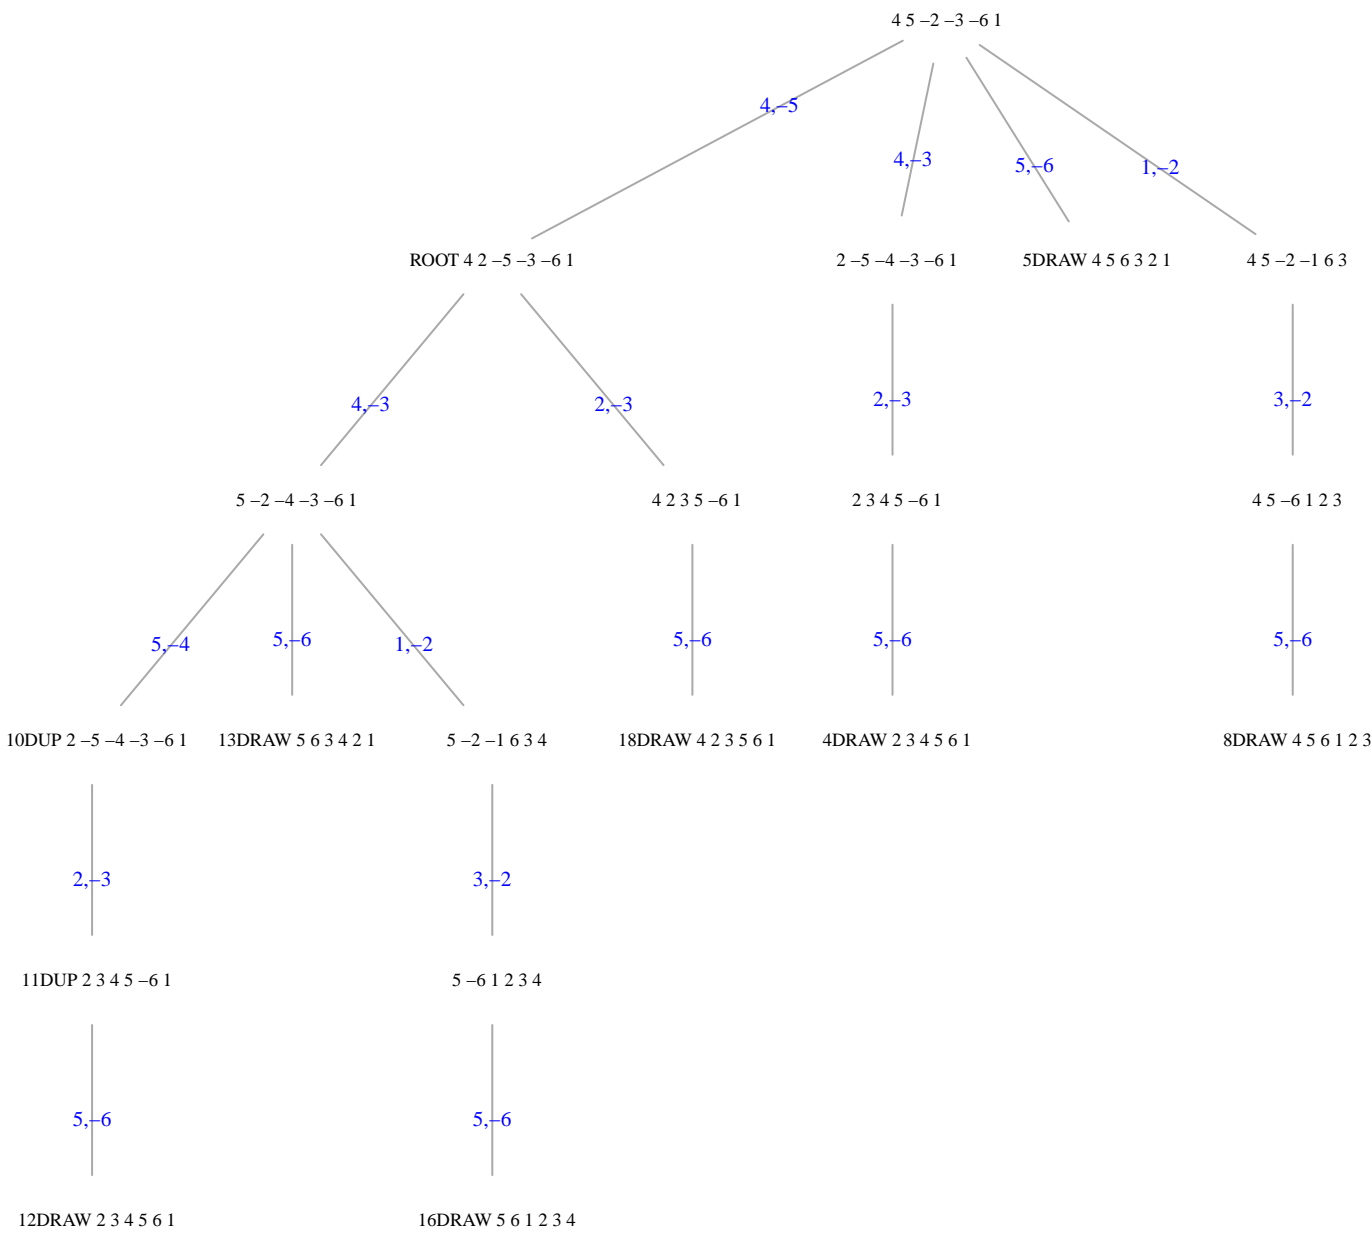 4 5 –2 –3 –6 1
4,–5
4,–3
5,–6
1,–2
ROOT 4 2 –5 –3 –6 1
2 –5 –4 –3 –6 1
5DRAW 4 5 6 3 2 1
4 5 –2 –1 6 3
4,–3
2,–3
2,–3
3,–2
5 –2 –4 –3 –6 1
4 2 3 5 –6 1
2 3 4 5 –6 1
4 5 –6 1 2 3
5,–4
5,–6
1,–2
5,–6
5,–6
5,–6
10DUP 2 –5 –4 –3 –6 1
13DRAW 5 6 3 4 2 1
5 –2 –1 6 3 4
18DRAW 4 2 3 5 6 1
4DRAW 2 3 4 5 6 1
8DRAW 4 5 6 1 2 3
2,–3
3,–2
11DUP 2 3 4 5 –6 1
5 –6 1 2 3 4
5,–6
5,–6
12DRAW 2 3 4 5 6 1
16DRAW 5 6 1 2 3 4